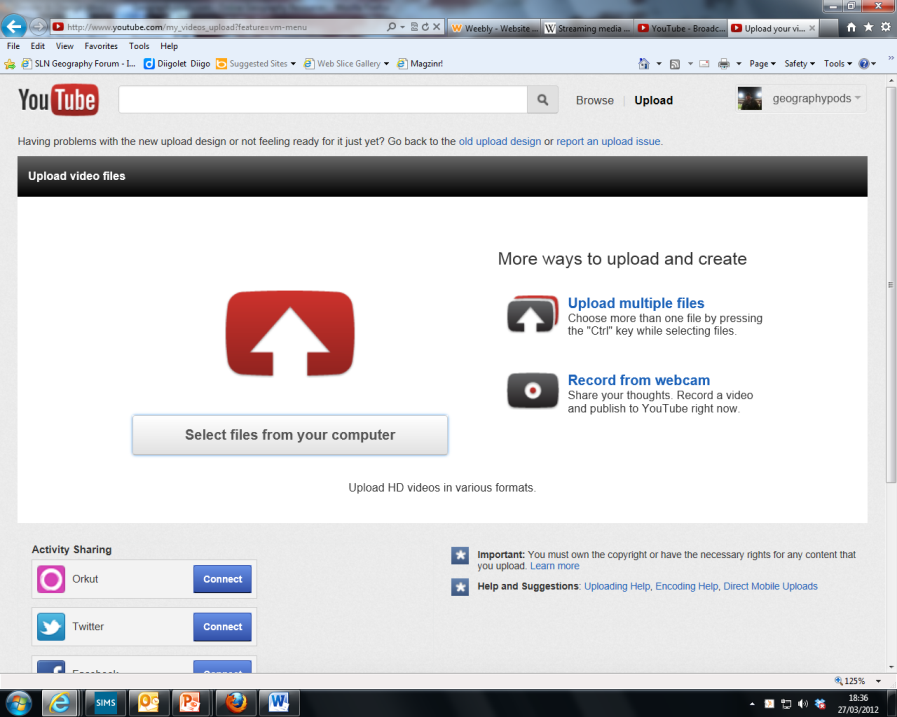 http://www.youtube.com/my_videos_upload?feature=vm-menu
Weebly - Website ...
Streaming media ...
YouTube - Broadc...
Upload your vi...
File Edit View Favorites Tools Help
SLN Geography Forum - I...
Diigolet Diigo
Suggested Sites
Web Slice Gallery
Magzinr!
Page Safety Tools
You Tube
Browse Upload
geographypods
Having problems with the new upload design or not feeling ready for it just yet? Go back to the old upload design or report an upload issue.
Upload video files
Select files from your computer
More ways to upload and create
Upload multiple files
Choose more than one file by pressing
the "Ctrl" key while selecting files.
Record from webcam
Share your thoughts. Record a video
and publish to YouTube right now.
Upload HD videos in various formats.
Activity Sharing
Orkut Connect
Twitter Connect
Facebook Connect
Important: You must own the copyright or have the necessary rights for any content that
you upload. Learn more
Help and Suggestions: Uploading Help, Encoding Help, Direct Mobile Uploads
125%
SIMS
18:36
27/03/2012